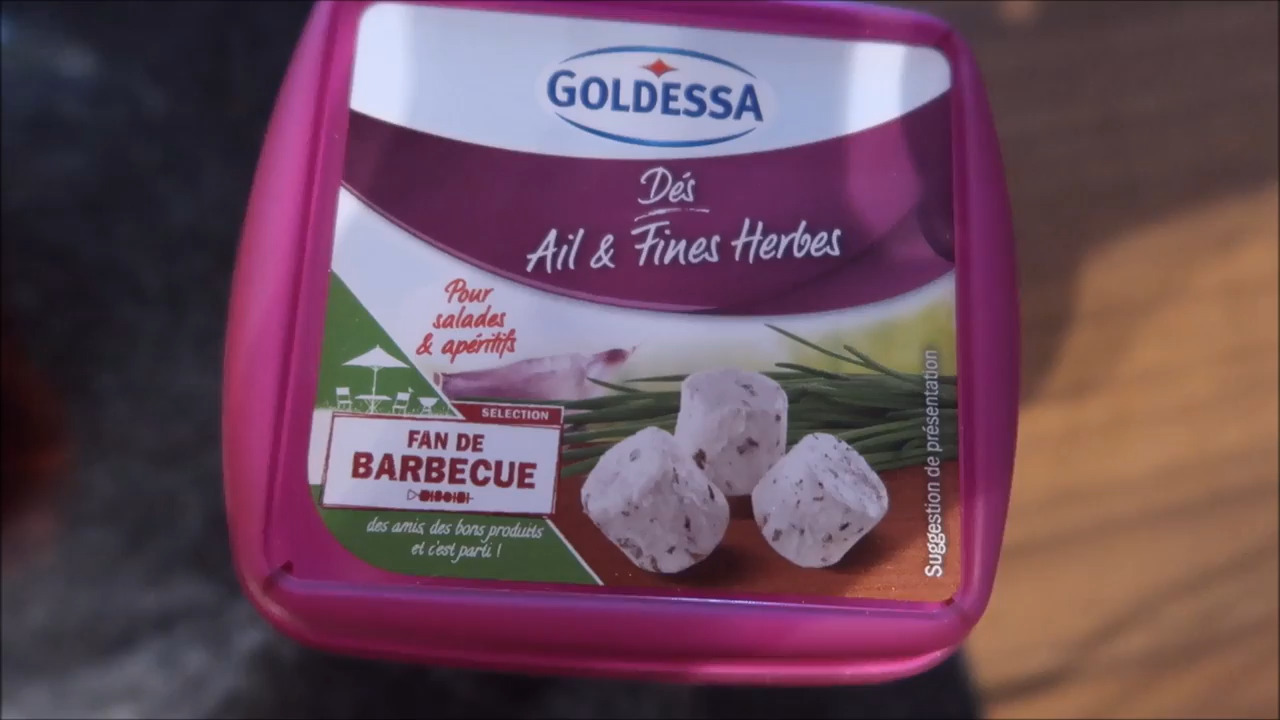 GOLDESSA
Dés
Ail & Fines Herbes
Pour
salades
& apéritifs
SELECTION
FAN DE
BARBECUE
des amis, des bons produits
et c'est parti !
Suggestion de présentation